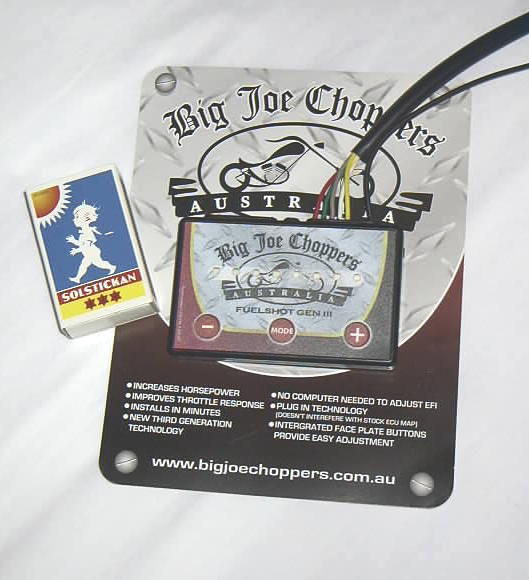 Big Joe Choppers
AUSTRALIA
SOLSTICKAN
Big Joe Choppers
AUSTRALIA
FUELSHOT GEN III
−
MODE
+
• INCREASES HORSEPOWER
• IMPROVES THROTTLE RESPONSE
• INSTALLS IN MINUTES
• NEW THIRD GENERATION
TECHNOLOGY
• NO COMPUTER NEEDED TO ADJUST EFI
• PLUG IN TECHNOLOGY
(DOESN'T INTEREFERE WITH STOCK ECU MAP)
• INTERGRATED FACE PLATE BUTTONS
PROVIDE EASY ADJUSTMENT
www.bigjoechoppers.com.au